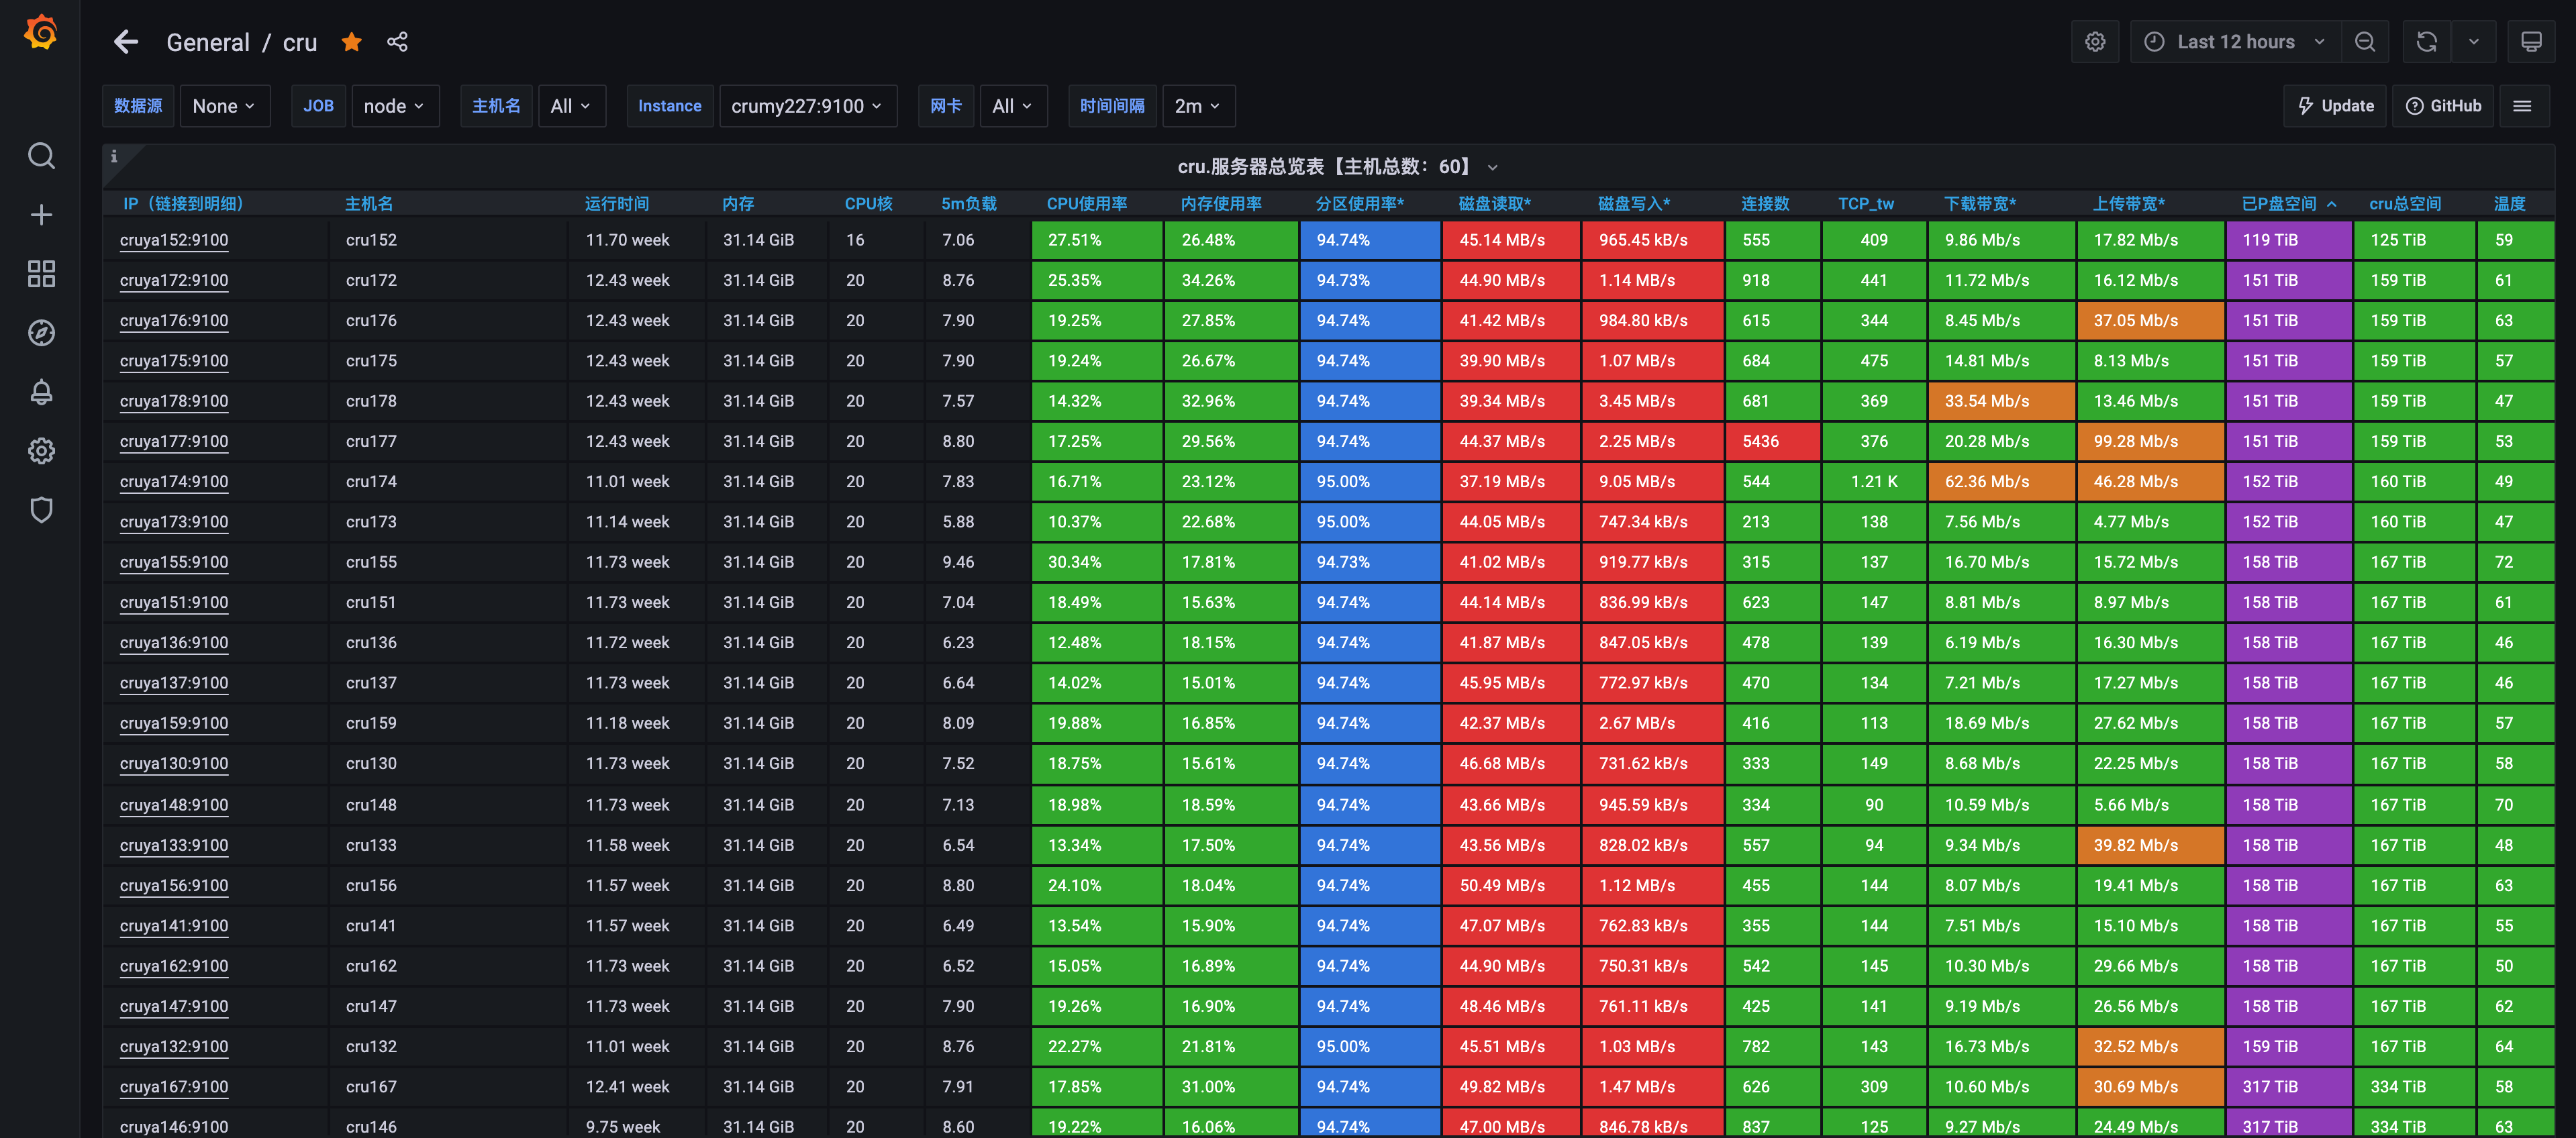 General / cru Last 12 hours
数据源 None JOB node 主机名 All Instance crumy227:9100 网卡 All 时间间隔 2m Update GitHub
i
cru.服务器总览表【主机总数：60】
IP（链接到明细） 主机名 运行时间 内存 CPU核 5m负载 CPU使用率 内存使用率 分区使用率* 磁盘读取* 磁盘写入* 连接数 TCP_tw 下载带宽* 上传带宽* 已P盘空间 cru总空间 温度
cruya152:9100 cru152 11.70 week 31.14 GiB 16 7.06 27.51% 26.48% 94.74% 45.14 MB/s 965.45 kB/s 555 409 9.86 Mb/s 17.82 Mb/s 119 TiB 125 TiB 59
cruya172:9100 cru172 12.43 week 31.14 GiB 20 8.76 25.35% 34.26% 94.73% 44.90 MB/s 1.14 MB/s 918 441 11.72 Mb/s 16.12 Mb/s 151 TiB 159 TiB 61
cruya176:9100 cru176 12.43 week 31.14 GiB 20 7.90 19.25% 27.85% 94.74% 41.42 MB/s 984.80 kB/s 615 344 8.45 Mb/s 37.05 Mb/s 151 TiB 159 TiB 63
cruya175:9100 cru175 12.43 week 31.14 GiB 20 7.90 19.24% 26.67% 94.74% 39.90 MB/s 1.07 MB/s 684 475 14.81 Mb/s 8.13 Mb/s 151 TiB 159 TiB 57
cruya178:9100 cru178 12.43 week 31.14 GiB 20 7.57 14.32% 32.96% 94.74% 39.34 MB/s 3.45 MB/s 681 369 33.54 Mb/s 13.46 Mb/s 151 TiB 159 TiB 47
cruya177:9100 cru177 12.43 week 31.14 GiB 20 8.80 17.25% 29.56% 94.74% 44.37 MB/s 2.25 MB/s 5436 376 20.28 Mb/s 99.28 Mb/s 151 TiB 159 TiB 53
cruya174:9100 cru174 11.01 week 31.14 GiB 20 7.83 16.71% 23.12% 95.00% 37.19 MB/s 9.05 MB/s 544 1.21 K 62.36 Mb/s 46.28 Mb/s 152 TiB 160 TiB 49
cruya173:9100 cru173 11.14 week 31.14 GiB 20 5.88 10.37% 22.68% 95.00% 44.05 MB/s 747.34 kB/s 213 138 7.56 Mb/s 4.77 Mb/s 152 TiB 160 TiB 47
cruya155:9100 cru155 11.73 week 31.14 GiB 20 9.46 30.34% 17.81% 94.73% 41.02 MB/s 919.77 kB/s 315 137 16.70 Mb/s 15.72 Mb/s 158 TiB 167 TiB 72
cruya151:9100 cru151 11.73 week 31.14 GiB 20 7.04 18.49% 15.63% 94.74% 44.14 MB/s 836.99 kB/s 623 147 8.81 Mb/s 8.97 Mb/s 158 TiB 167 TiB 61
cruya136:9100 cru136 11.72 week 31.14 GiB 20 6.23 12.48% 18.15% 94.74% 41.87 MB/s 847.05 kB/s 478 139 6.19 Mb/s 16.30 Mb/s 158 TiB 167 TiB 46
cruya137:9100 cru137 11.73 week 31.14 GiB 20 6.64 14.02% 15.01% 94.74% 45.95 MB/s 772.97 kB/s 470 134 7.21 Mb/s 17.27 Mb/s 158 TiB 167 TiB 46
cruya159:9100 cru159 11.18 week 31.14 GiB 20 8.09 19.88% 16.85% 94.74% 42.37 MB/s 2.67 MB/s 416 113 18.69 Mb/s 27.62 Mb/s 158 TiB 167 TiB 57
cruya130:9100 cru130 11.73 week 31.14 GiB 20 7.52 18.75% 15.61% 94.74% 46.68 MB/s 731.62 kB/s 333 149 8.68 Mb/s 22.25 Mb/s 158 TiB 167 TiB 58
cruya148:9100 cru148 11.73 week 31.14 GiB 20 7.13 18.98% 18.59% 94.74% 43.66 MB/s 945.59 kB/s 334 90 10.59 Mb/s 5.66 Mb/s 158 TiB 167 TiB 70
cruya133:9100 cru133 11.58 week 31.14 GiB 20 6.54 13.34% 17.50% 94.74% 43.56 MB/s 828.02 kB/s 557 94 9.34 Mb/s 39.82 Mb/s 158 TiB 167 TiB 48
cruya156:9100 cru156 11.57 week 31.14 GiB 20 8.80 24.10% 18.04% 94.74% 50.49 MB/s 1.12 MB/s 455 144 8.07 Mb/s 19.41 Mb/s 158 TiB 167 TiB 63
cruya141:9100 cru141 11.57 week 31.14 GiB 20 6.49 13.54% 15.90% 94.74% 47.07 MB/s 762.83 kB/s 355 144 7.51 Mb/s 15.10 Mb/s 158 TiB 167 TiB 55
cruya162:9100 cru162 11.73 week 31.14 GiB 20 6.52 15.05% 16.89% 94.74% 44.90 MB/s 750.31 kB/s 542 145 10.30 Mb/s 29.66 Mb/s 158 TiB 167 TiB 50
cruya147:9100 cru147 11.73 week 31.14 GiB 20 7.90 19.26% 16.90% 94.74% 48.46 MB/s 761.11 kB/s 425 141 9.19 Mb/s 26.56 Mb/s 158 TiB 167 TiB 62
cruya132:9100 cru132 11.01 week 31.14 GiB 20 8.76 22.27% 21.81% 95.00% 45.51 MB/s 1.03 MB/s 782 143 16.73 Mb/s 32.52 Mb/s 159 TiB 167 TiB 64
cruya167:9100 cru167 12.41 week 31.14 GiB 20 7.91 17.85% 31.00% 94.74% 49.82 MB/s 1.47 MB/s 626 309 10.60 Mb/s 30.69 Mb/s 317 TiB 334 TiB 58
cruya146:9100 cru146 9.75 week 31.14 GiB 20 8.60 19.22% 16.06% 94.74% 47.00 MB/s 846.78 kB/s 837 125 9.27 Mb/s 24.49 Mb/s 317 TiB 334 TiB 63